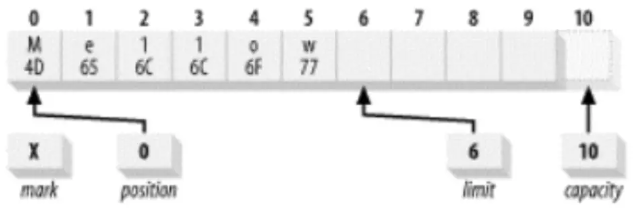 0 1 2 3 4 5 6 7 8 9 10
M e l l o w
4D 65 6C 6C 6F 77
X 0 6 10
mark position limit capacity